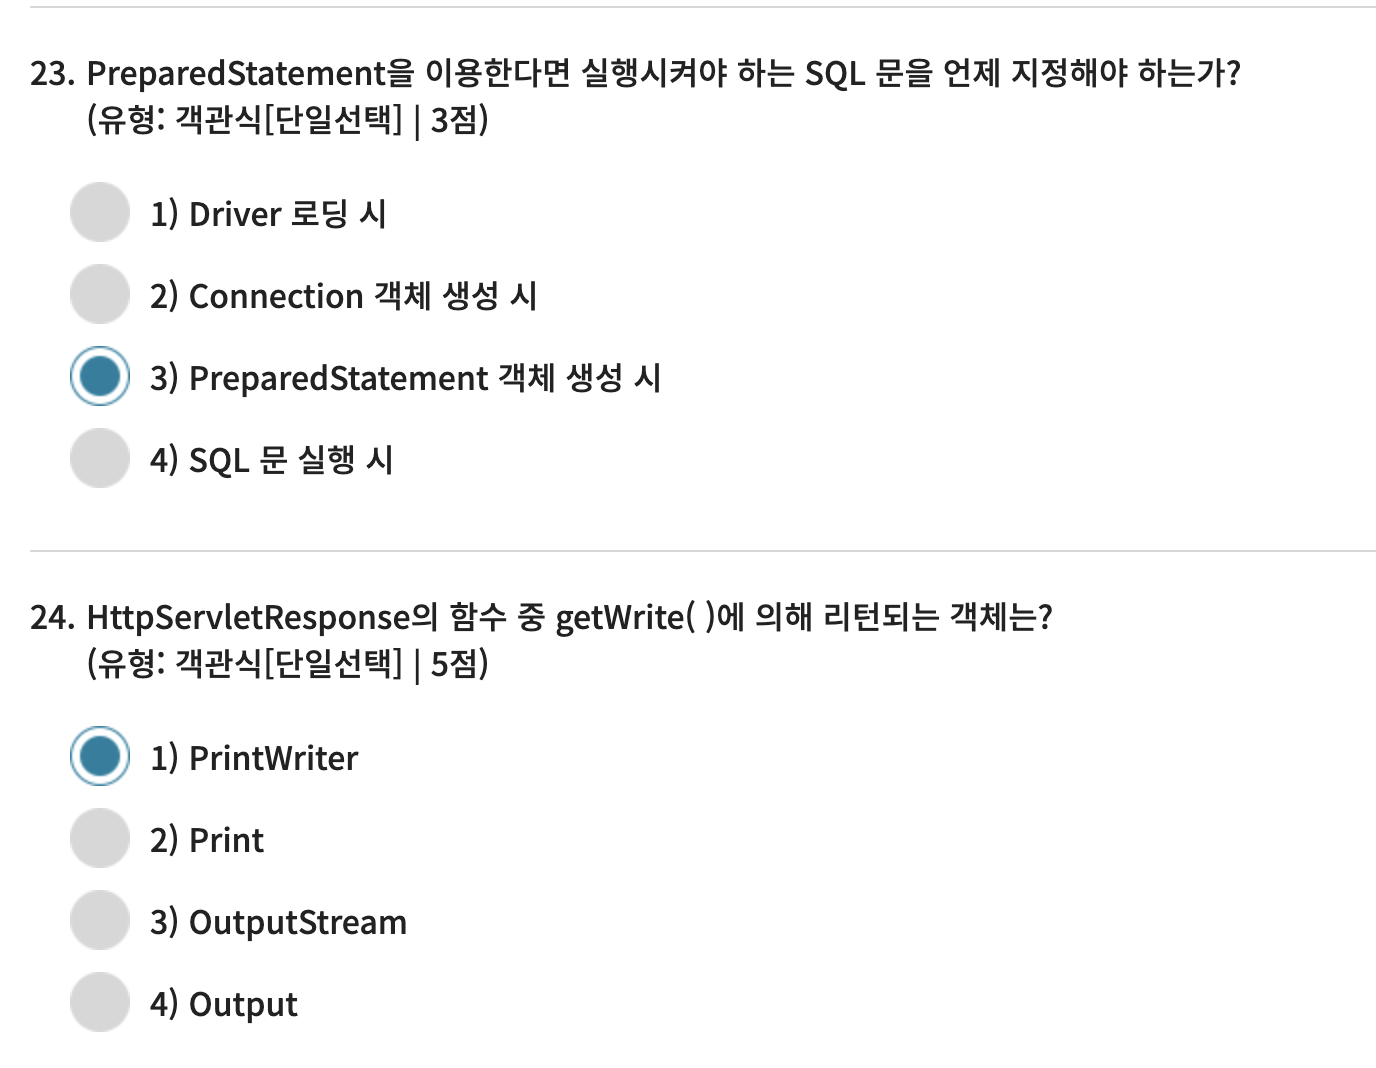 23. PreparedStatement을 이용한다면 실행시켜야 하는 SQL 문을 언제 지정해야 하는가?
(유형: 객관식[단일선택] | 3점)
1) Driver 로딩 시
2) Connection 객체 생성 시
3) PreparedStatement 객체 생성 시
4) SQL 문 실행 시
24. HttpServletResponse의 함수 중 getWrite( )에 의해 리턴되는 객체는?
(유형: 객관식[단일선택] | 5점)
1) PrintWriter
2) Print
3) OutputStream
4) Output